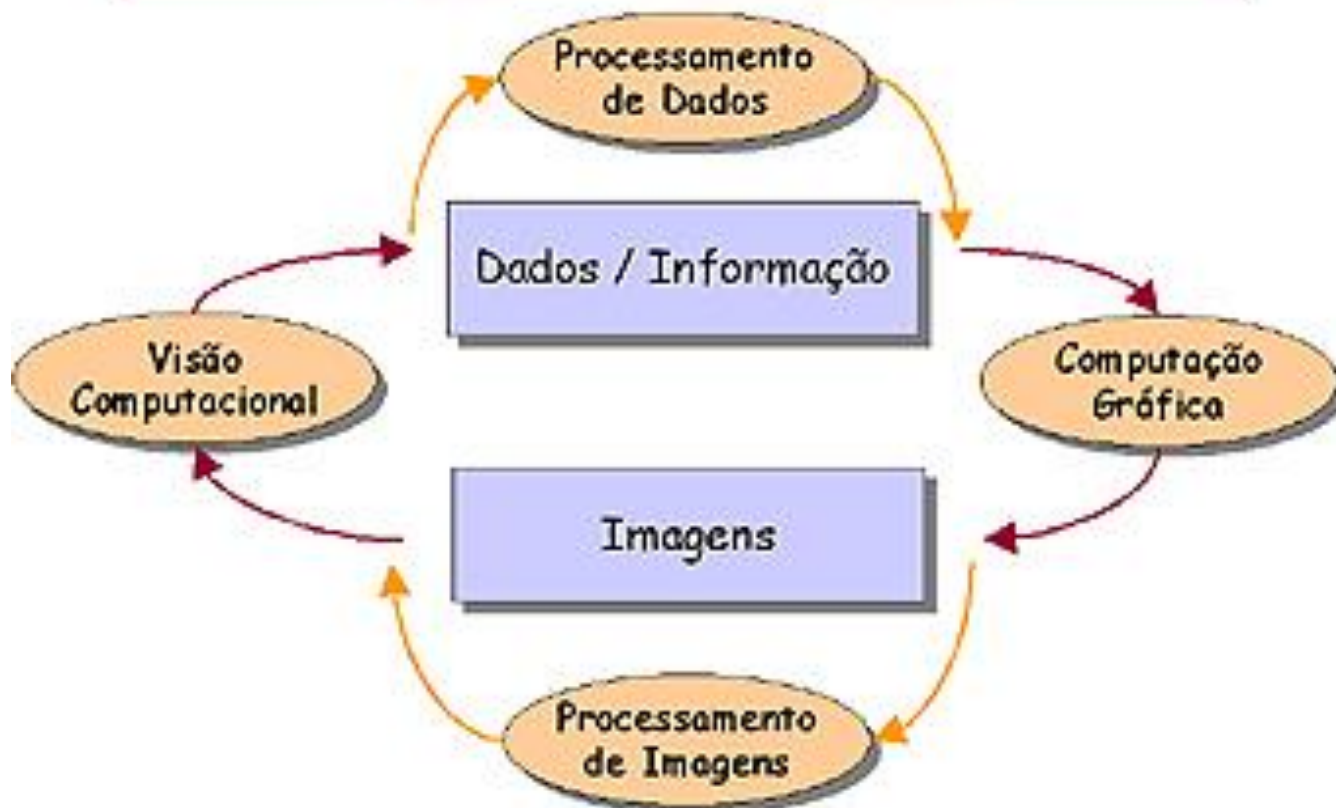 Processamento
de Dados
Dados / Informação
Visão
Computacional
Computação
Gráfica
Imagens
Processamento
de Imagens